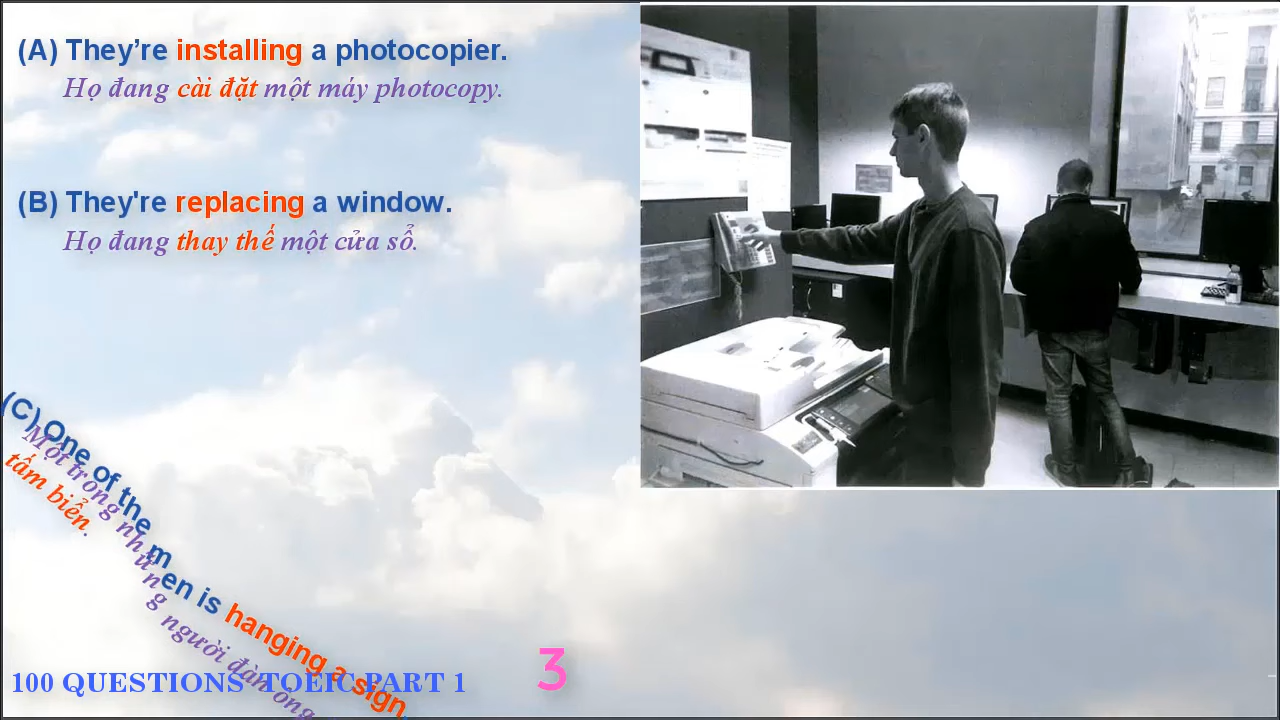 (A) They’re installing a photocopier.
Họ đang cài đặt một máy photocopy.
(B) They're replacing a window.
Họ đang thay thế một cửa sổ.
(C) One of the men is hanging a sign.
Một trong những người đàn ông
tấm biển.
100 QUESTIONS TOEIC PART 1
3